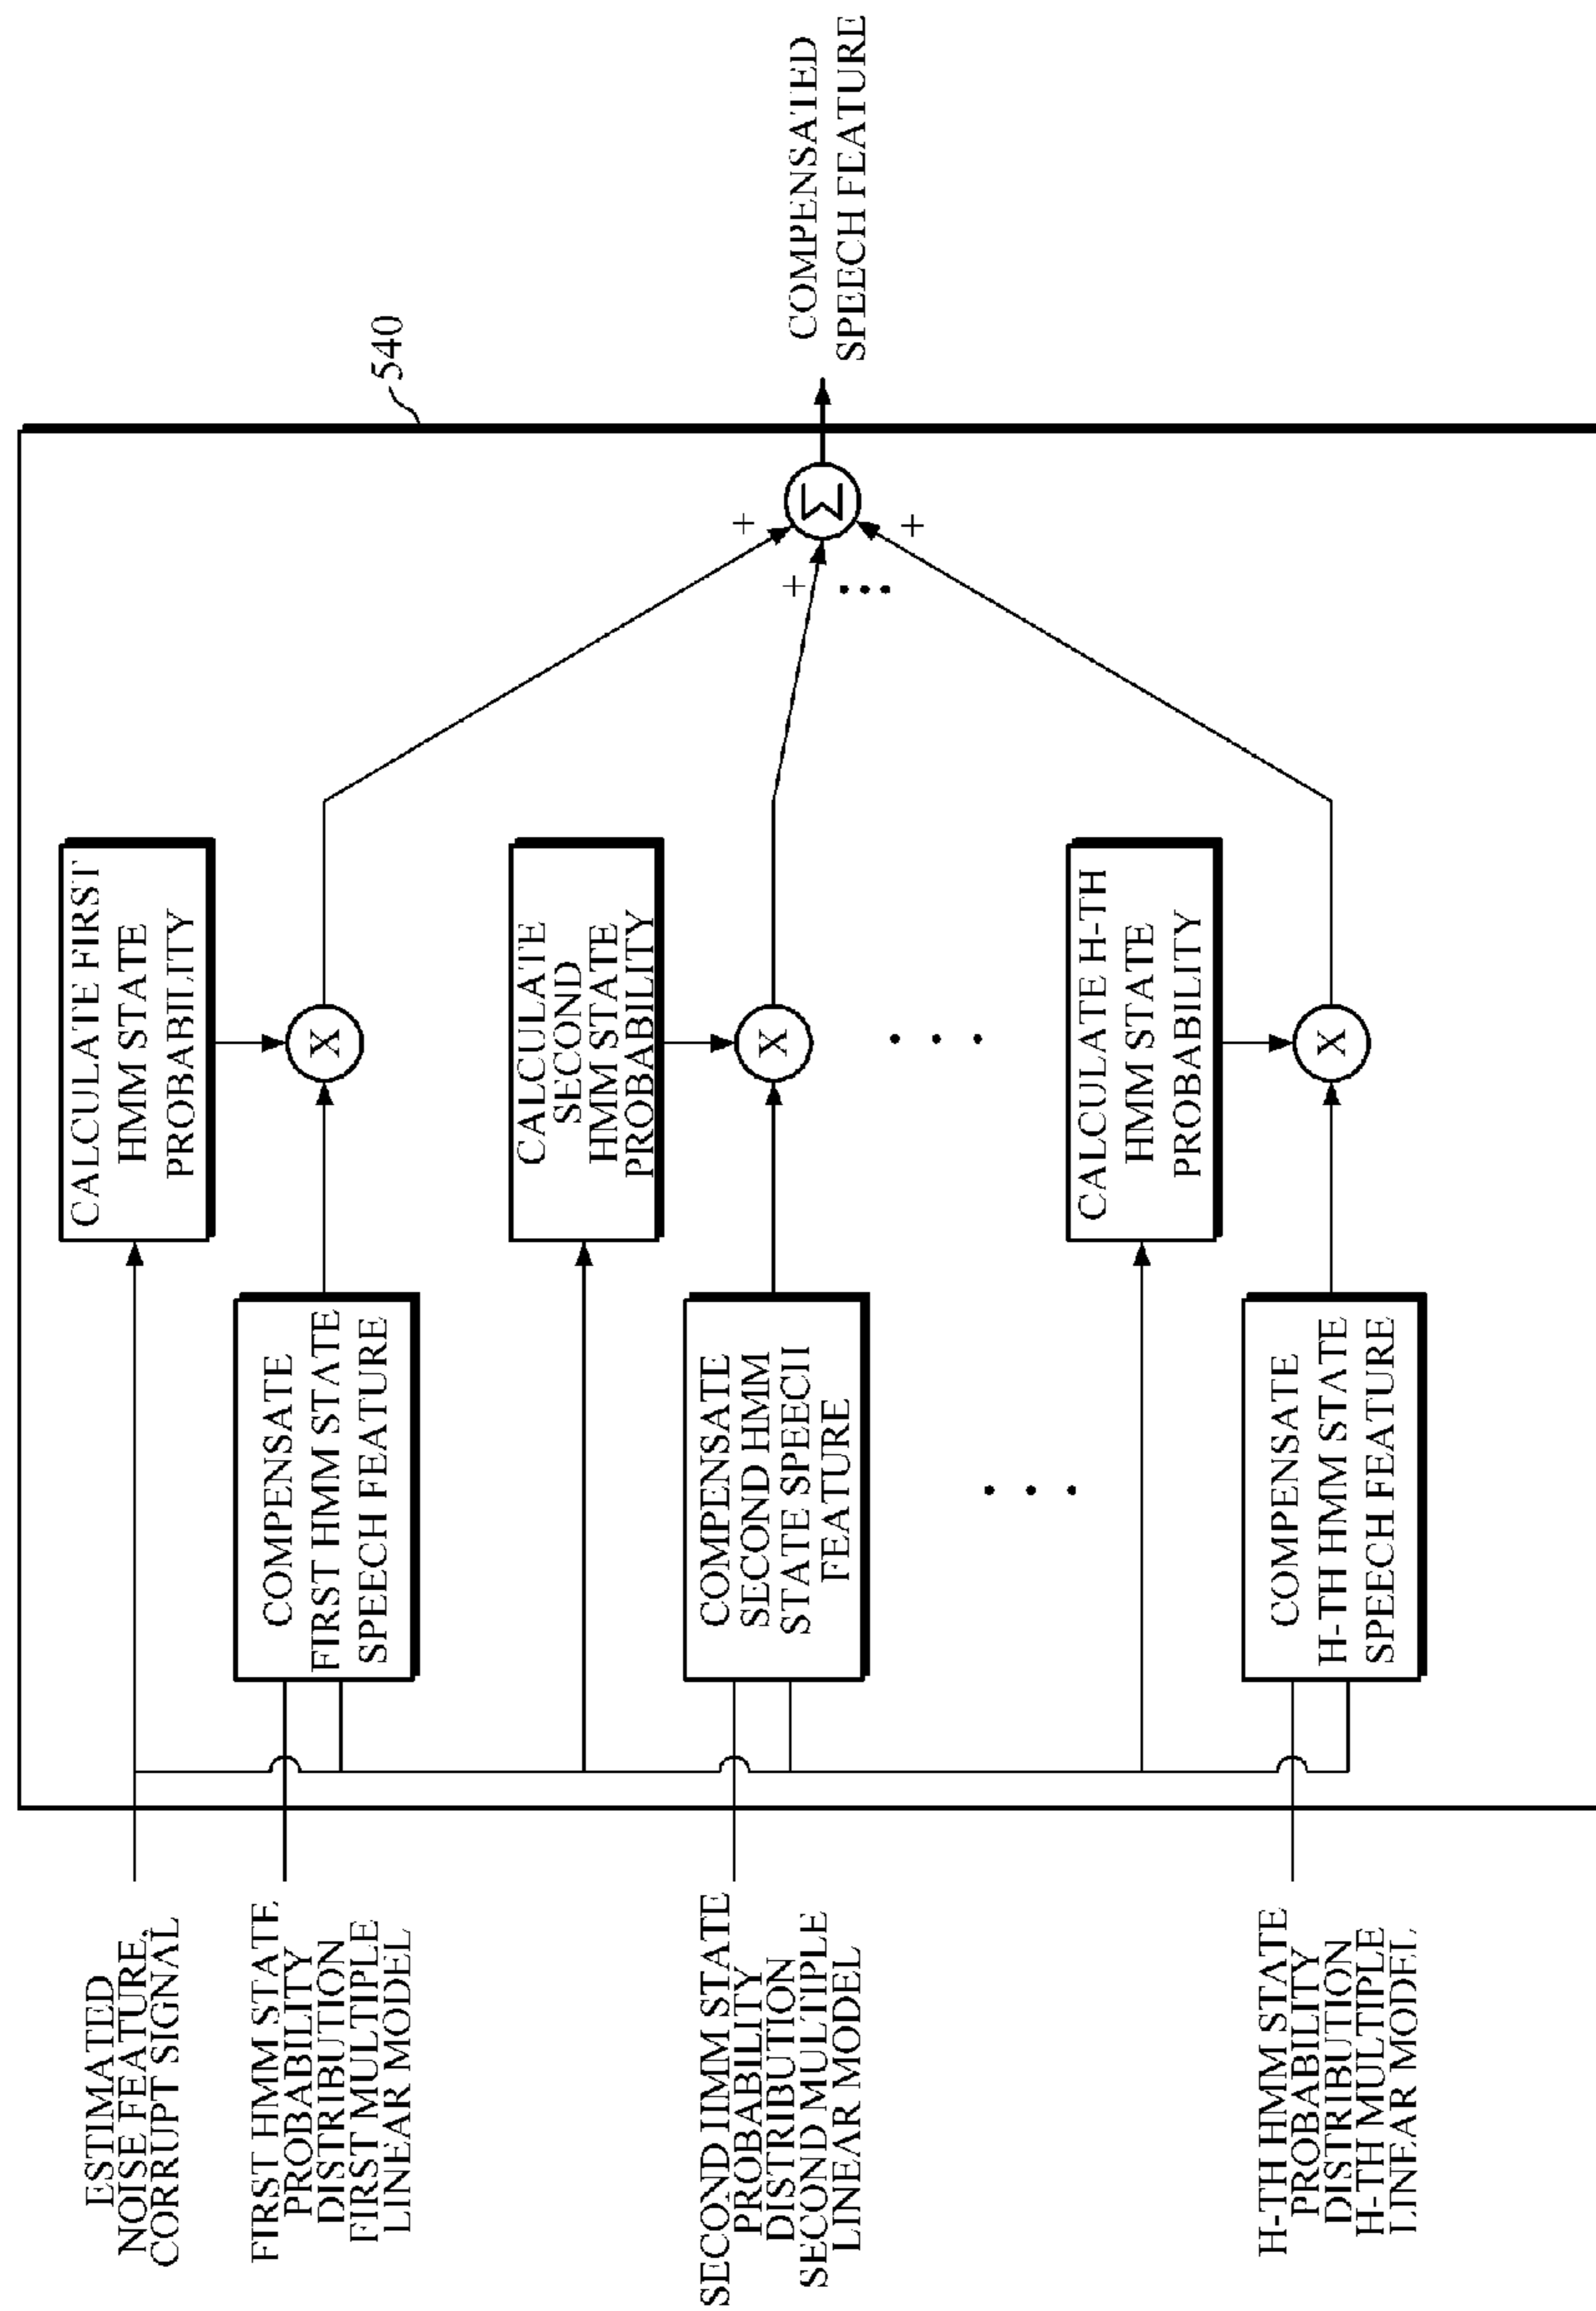 ESTIMATED
NOISE FEATURE,
CORRUPT SIGNAL
FIRST HMM STATE
PROBABILITY
DISTRIBUTION
FIRST MULTIPLE
LINEAR MODEL
SECOND HMM STATE
PROBABILITY
DISTRIBUTION
SECOND MULTIPLE
LINEAR MODEL
H-TH HMM STATE
PROBABILITY
DISTRIBUTION
H-TH MULTIPLE
LINEAR MODEL
COMPENSATE
FIRST HMM STATE
SPEECH FEATURE
COMPENSATE
SECOND HMM
STATE SPEECH
FEATURE
. . .
COMPENSATE
H-TH HMM STATE
SPEECH FEATURE
CALCULATE FIRST
HMM STATE
PROBABILITY
X
CALCULATE
SECOND
HMM STATE
PROBABILITY
X
. . .
CALCULATE H-TH
HMM STATE
PROBABILITY
X
+
+
...
+
Σ
540
COMPENSATED
SPEECH FEATURE